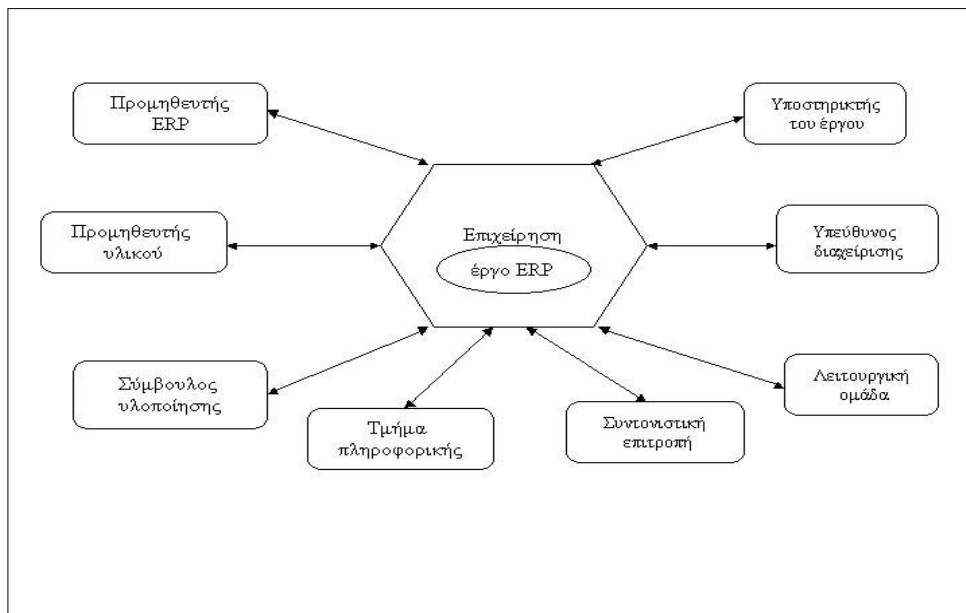 Προμηθευτής
ERP
Υποστηρικτής
του έργου
Προμηθευτής
υλικού
Επιχείρηση
έργο ERP
Υπεύθυνος
διαχείρισης
Σύμβουλος
υλοποίησης
Τμήμα
πληροφορικής
Συντονιστική
επιτροπή
Λειτουργική
ομάδα